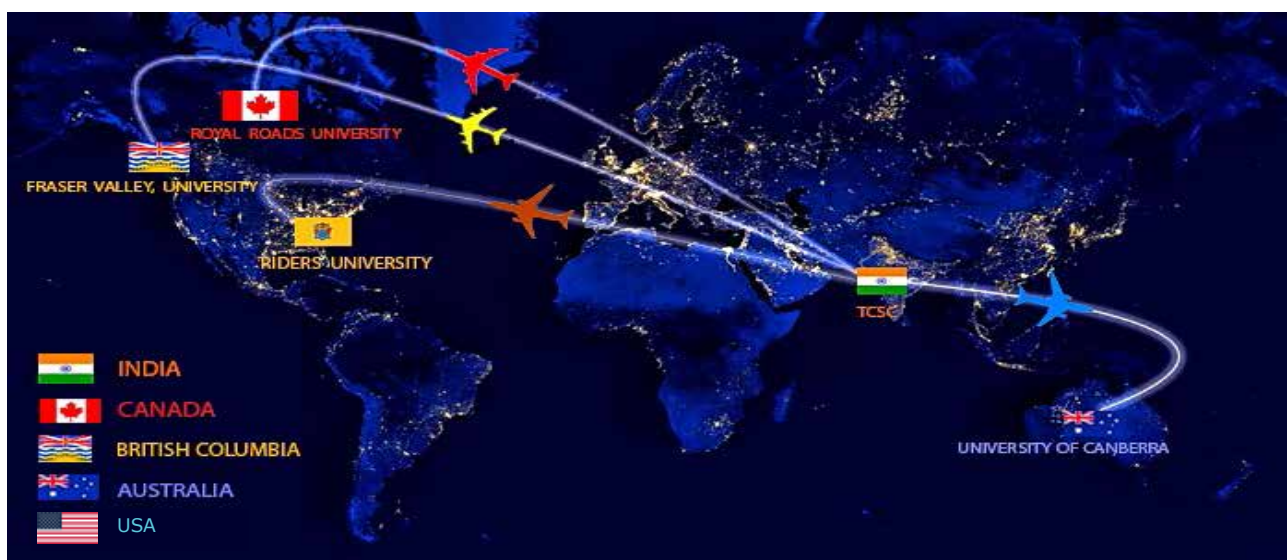 ROYAL ROADS UNIVERSITY
FRASER VALLEY, UNIVERSITY
RIDERS UNIVERSITY
TCSC
UNIVERSITY OF CANBERRA
INDIA
CANADA
BRITISH COLUMBIA
AUSTRALIA
USA